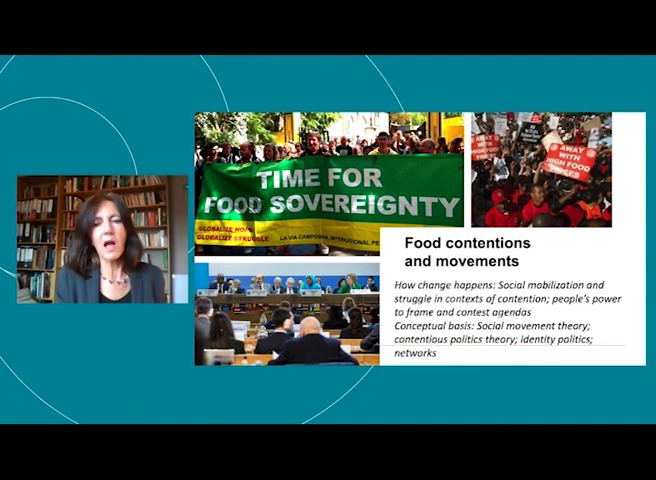 TIME FOR
FOOD SOVEREIGNTY
GLOBALIZE HOPE
GLOBALIZE STRUGGLE
LA VIA CAMPESINA, INTERNATIONAL
AWAY
WITH
HIGH FOOD
PRICES
Food contentions
and movements
How change happens: Social mobilization and
struggle in contexts of contention; people's power
to frame and contest agendas
Conceptual basis: Social movement theory;
contentious politics theory; identity politics;
networks